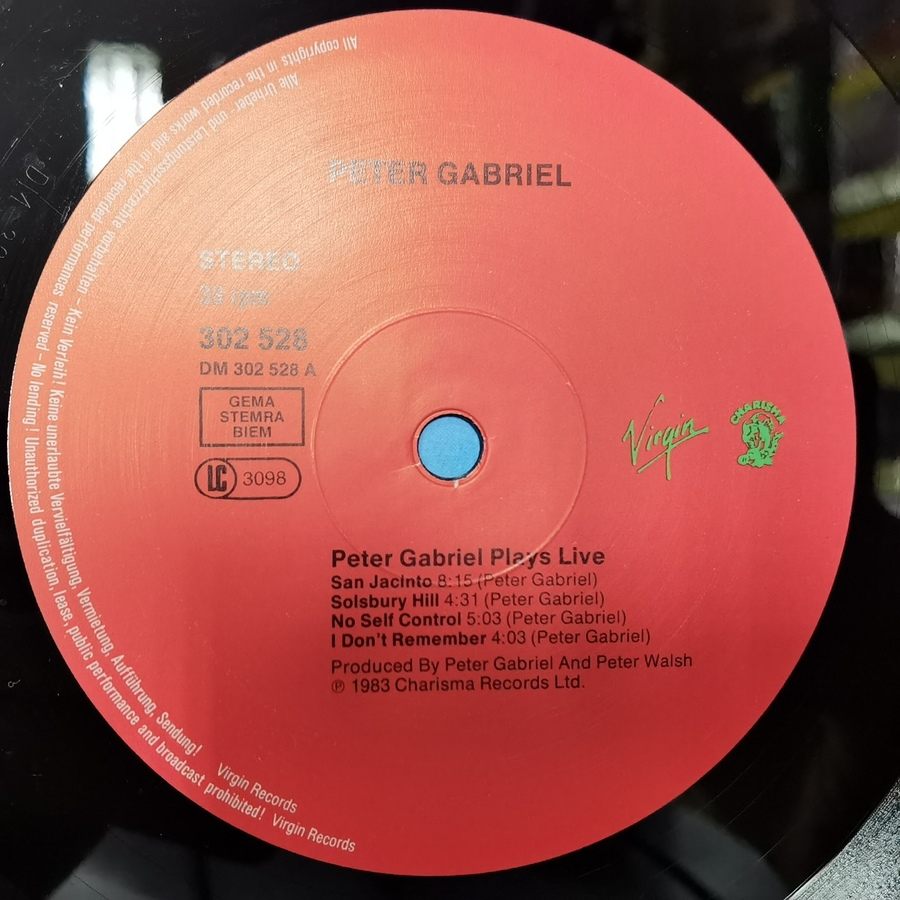 PETER GABRIEL
STEREO
33 rpm
302 528
DM 302 528 A
GEMA
STEMRA
BIEM
LC 3098
Virgin
CHARISMA
Peter Gabriel Plays Live
San Jacinto 8:15 (Peter Gabriel)
Solsbury Hill 4:31 (Peter Gabriel)
No Self Control 5:03 (Peter Gabriel)
I Don't Remember 4:03 (Peter Gabriel)
Produced By Peter Gabriel And Peter Walsh
℗ 1983 Charisma Records Ltd.
Alle Urheber- und Leistungsschutzrechte vorbehalten – Kein Verleih! Keine unerlaubte Vervielfältigung, Vermietung, Aufführung, Sendung! Virgin Records
All copyrights in the recorded works and in the recorded performances reserved – No lending! Unauthorized duplication, lease, public performance and broadcast prohibited! Virgin Records